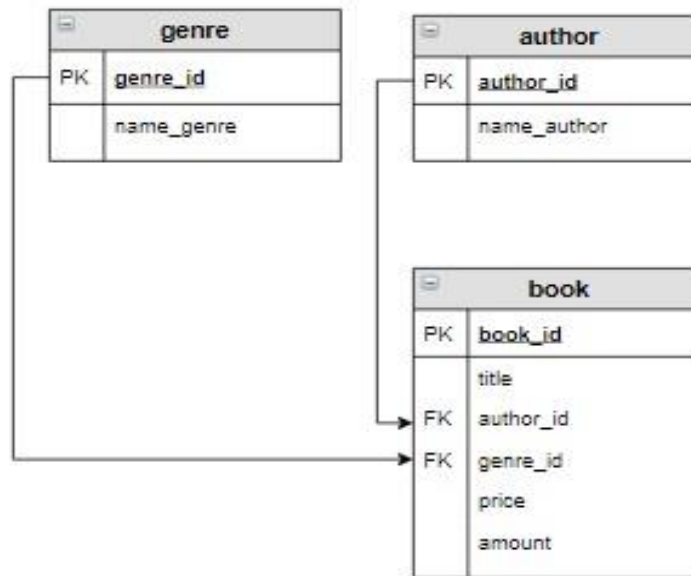 genre
PK genre_id
name_genre
author
PK author_id
name_author
book
PK book_id
title
FK author_id
FK genre_id
price
amount